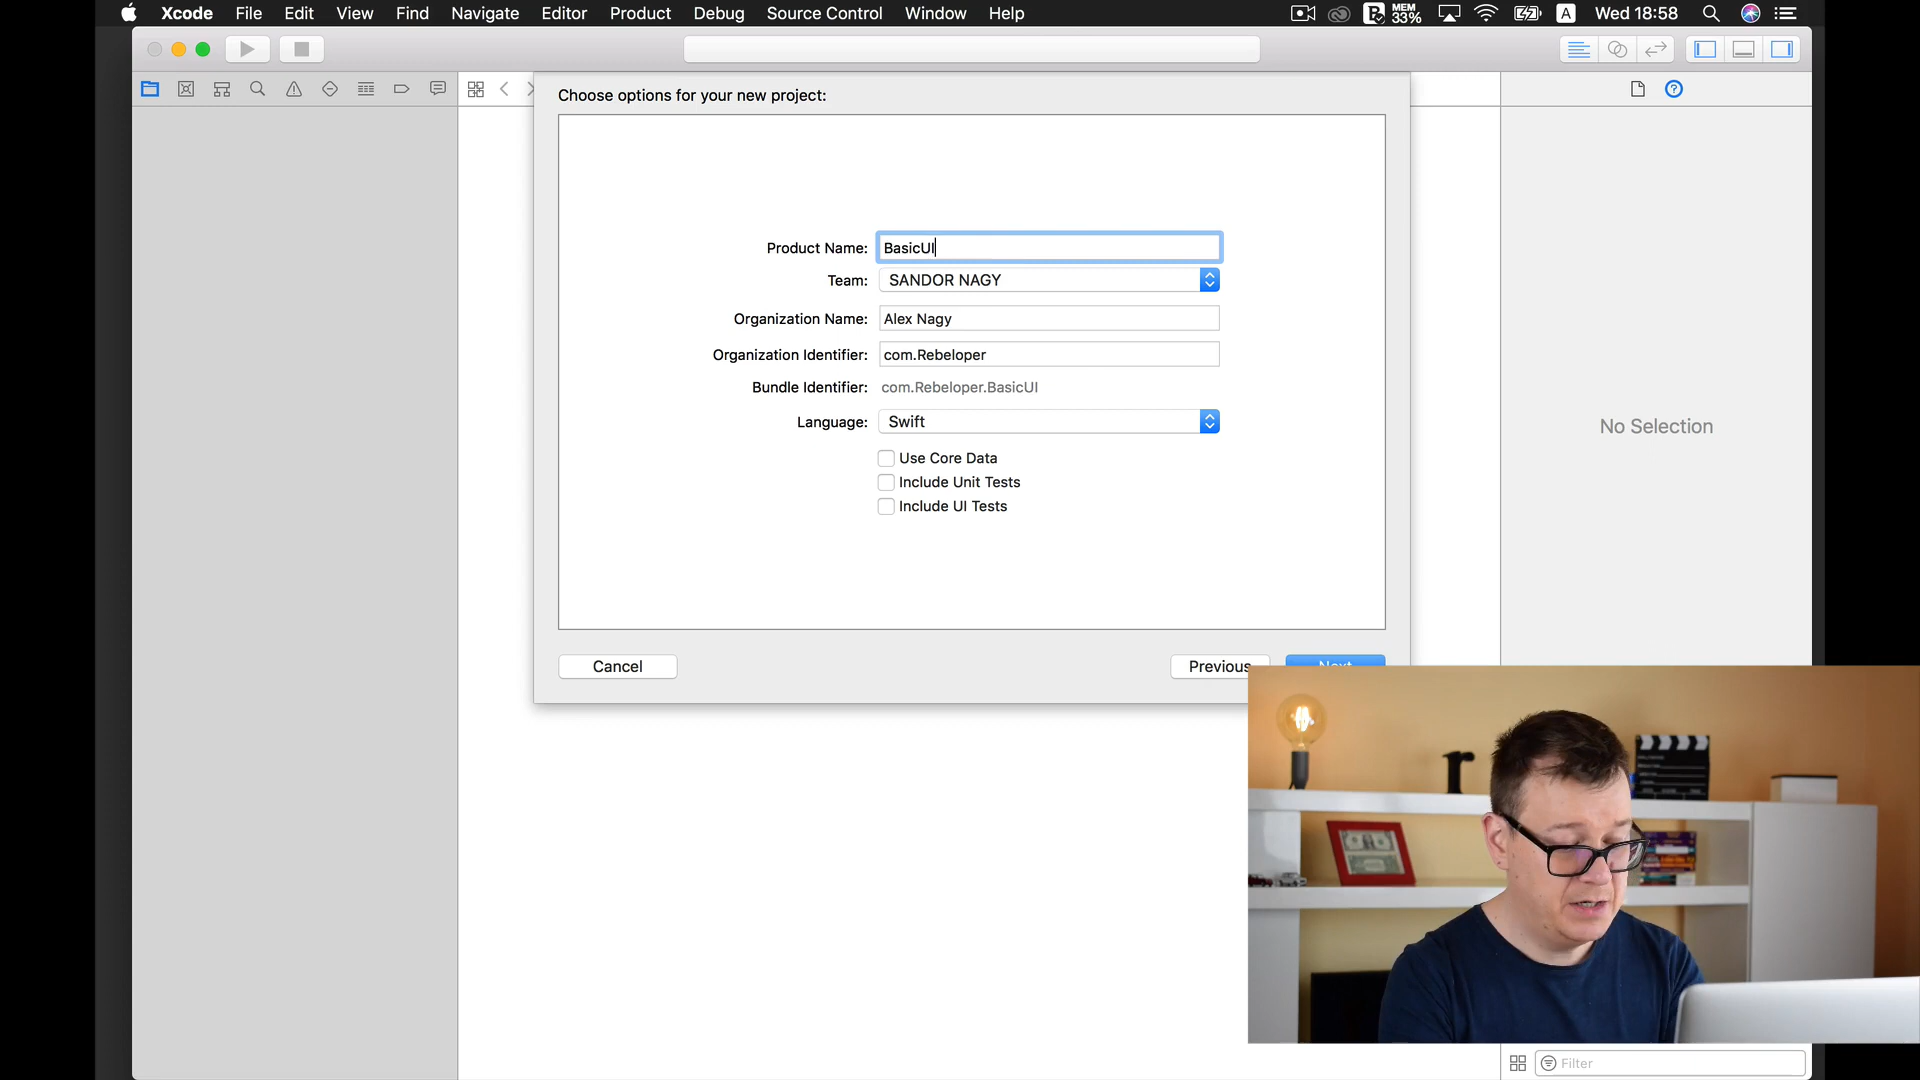 Xcode File Edit View Find Navigate Editor Product Debug Source Control Window Help MEM 33% A Wed 18:58
Choose options for your new project:
Product Name: BasicUI
Team: SANDOR NAGY
Organization Name: Alex Nagy
Organization Identifier: com.Rebeloper
Bundle Identifier: com.Rebeloper.BasicUI
Language: Swift
Use Core Data
Include Unit Tests
Include UI Tests
No Selection
Cancel Previous Next
Filter